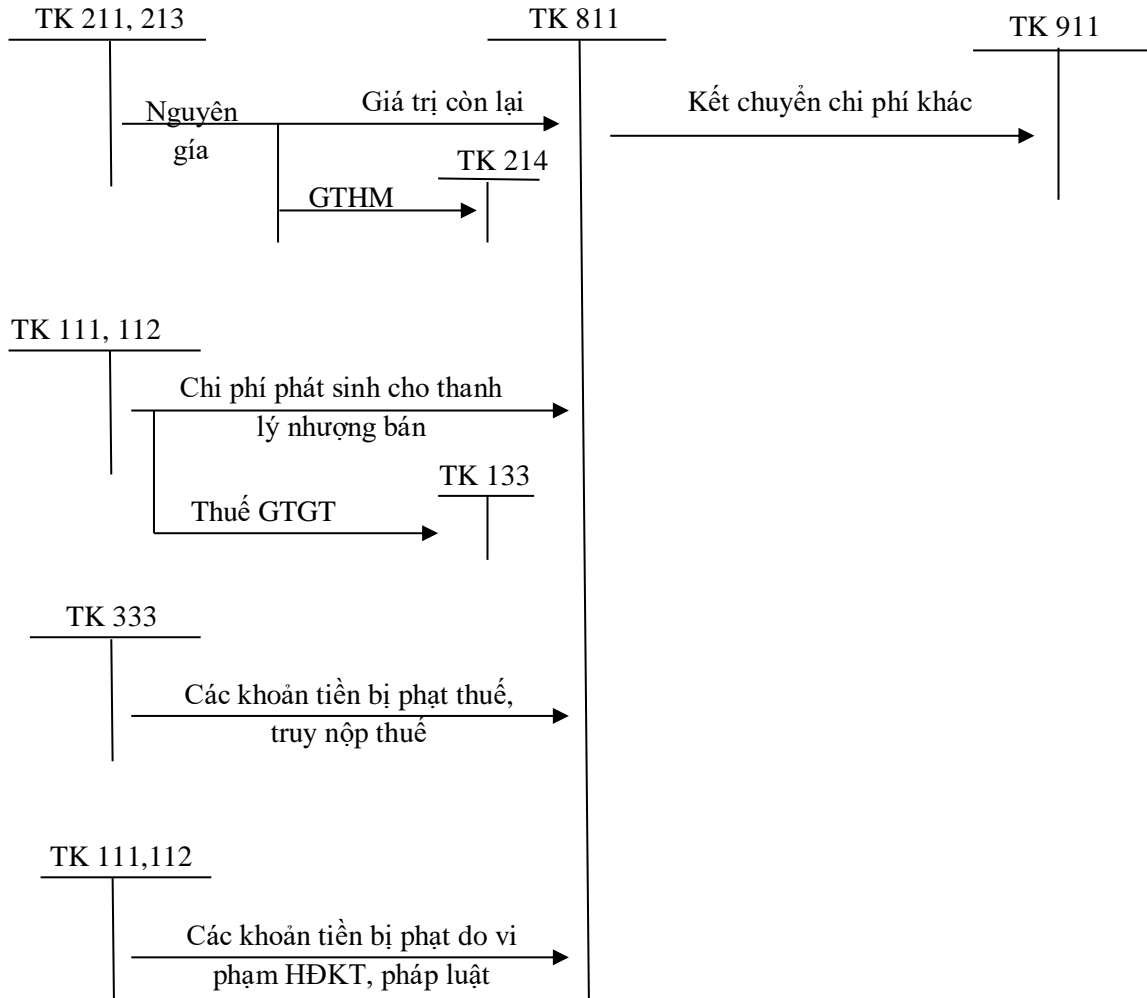 TK 211, 213
TK 811
TK 911
Nguyên
gía
Giá trị còn lại
Kết chuyển chi phí khác
TK 214
GTHM
TK 111, 112
Chi phí phát sinh cho thanh
lý nhượng bán
TK 133
Thuế GTGT
TK 333
Các khoản tiền bị phạt thuế,
truy nộp thuế
TK 111,112
Các khoản tiền bị phạt do vi
phạm HĐKT, pháp luật